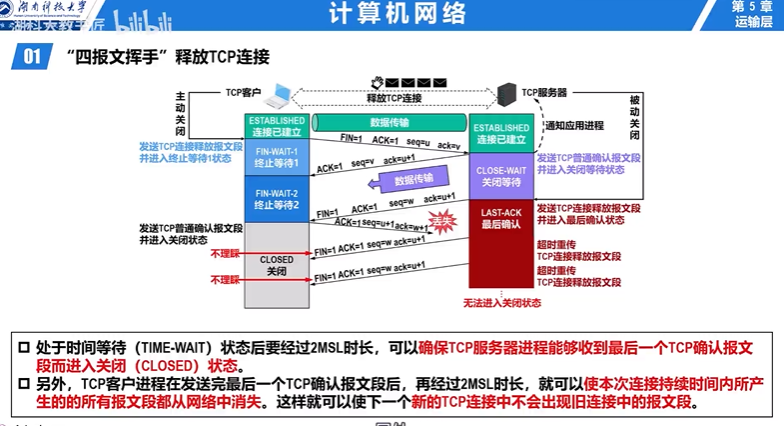 湖南科技大学
Hunan University of Science and Technology
计算机网络
第 5 章
运输层
湖科大教书匠 bilibili
01 “四报文挥手”释放TCP连接
TCP客户
释放TCP连接
TCP服务器
主动关闭
被动关闭
通知应用进程
ESTABLISHED
连接已建立
数据传输
ESTABLISHED
连接已建立
发送TCP连接释放报文段
并进入终止等待1状态
FIN=1 ACK=1 seq=u ack=v
FIN-WAIT-1
终止等待1
ACK=1 seq=v ack=u+1
CLOSE-WAIT
关闭等待
发送TCP普通确认报文段
并进入关闭等待状态
数据传输
FIN-WAIT-2
终止等待2
FIN=1 ACK=1 seq=w ack=u+1
LAST-ACK
最后确认
发送TCP连接释放报文段
并进入最后确认状态
发送TCP普通确认报文段
并进入关闭状态
ACK=1 seq=u+1 ack=w+1
丢失
CLOSED
关闭
不理睬
FIN=1 ACK=1 seq=w ack=u+1
超时重传
TCP连接释放报文段
不理睬
FIN=1 ACK=1 seq=w ack=u+1
超时重传
TCP连接释放报文段
无法进入关闭状态
处于时间等待（TIME-WAIT）状态后要经过2MSL时长，可以确保TCP服务器进程能够收到最后一个TCP确认报文
段而进入关闭（CLOSED）状态。
另外，TCP客户进程在发送完最后一个TCP确认报文段后，再经过2MSL时长，就可以使本次连接持续时间内所产
生的的所有报文段都从网络中消失。这样就可以使下一个新的TCP连接中不会出现旧连接中的报文段。